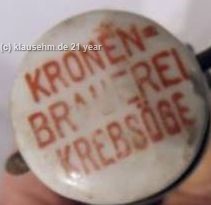 (c) klausehm.de 21 year
KRONEN-
BRAUEREI
KREBSÖGE